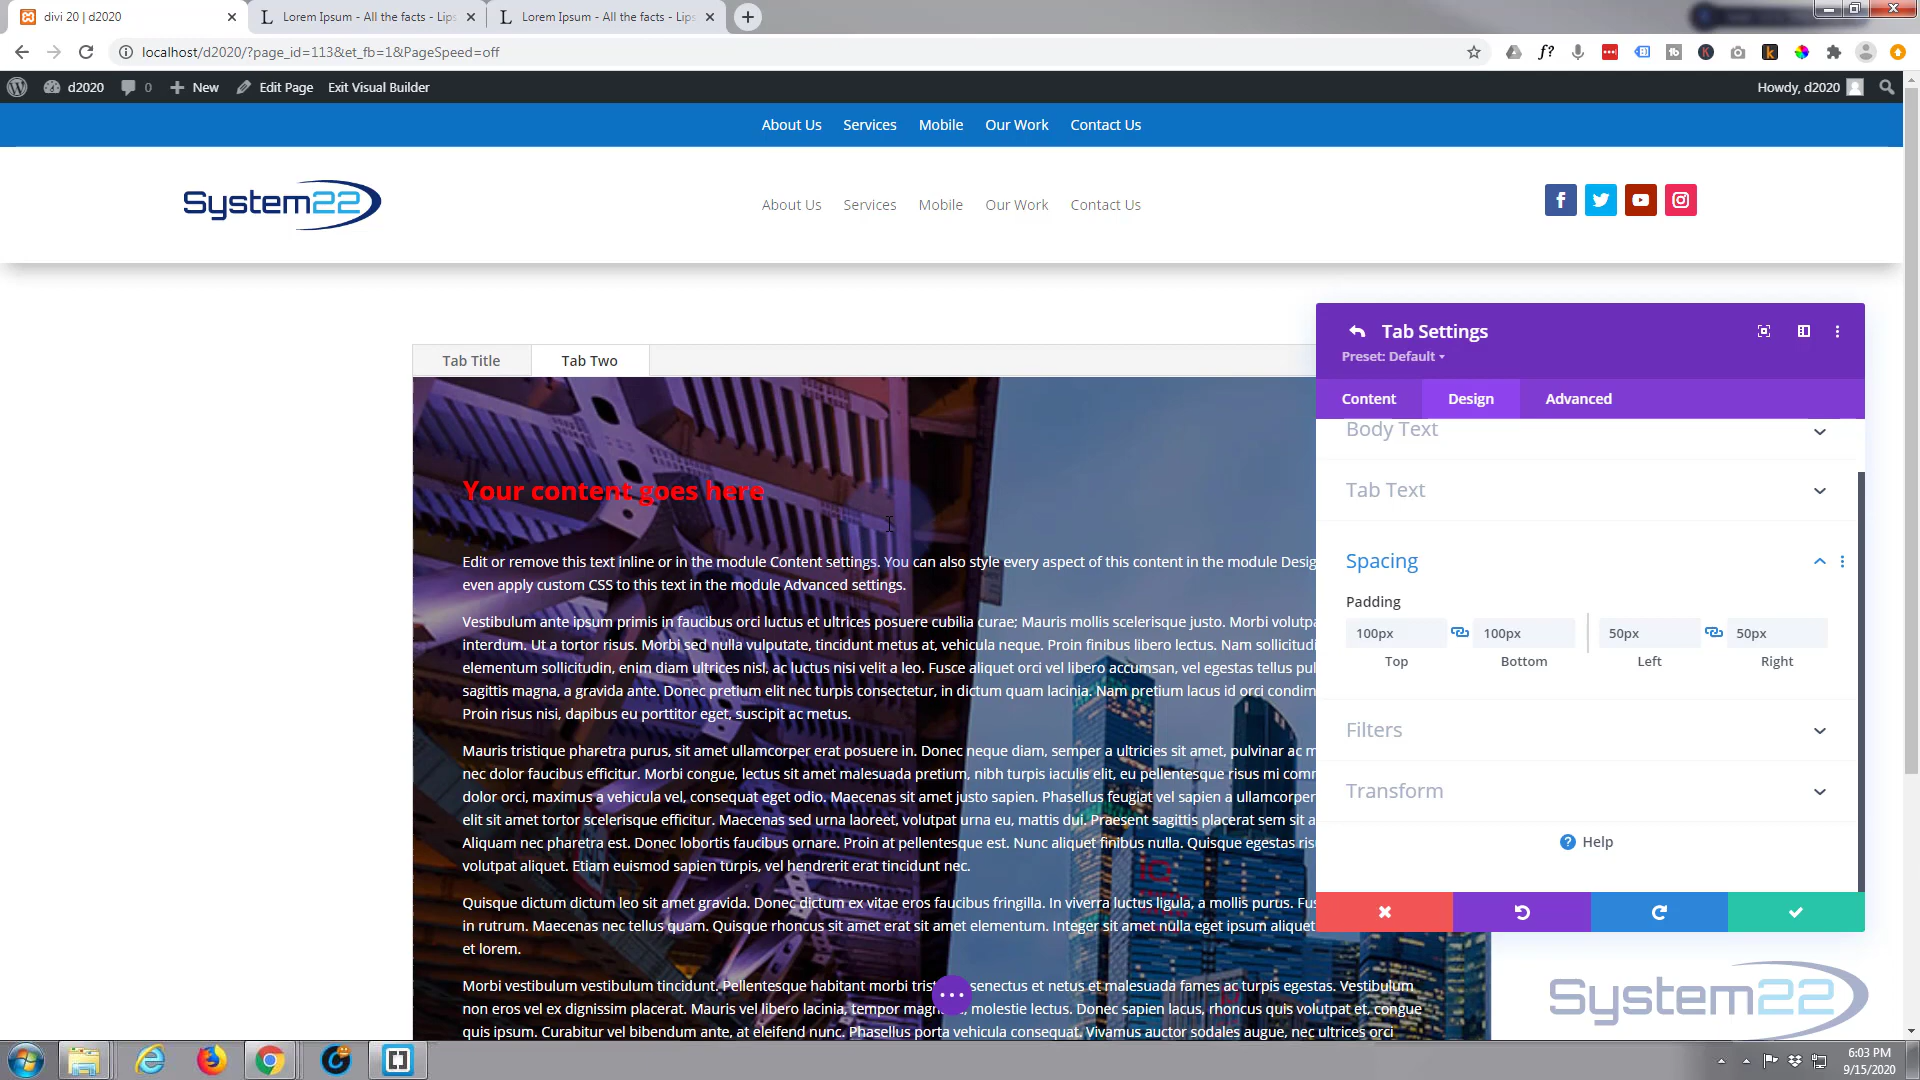 divi 20 | d2020
Lorem Ipsum - All the facts - Lips
Lorem Ipsum - All the facts - Lips
localhost/d2020/?page_id=113&et_fb=1&PageSpeed=off
d2020
0
New
Edit Page
Exit Visual Builder
Howdy, d2020
About Us
Services
Mobile
Our Work
Contact Us
System22
About Us
Services
Mobile
Our Work
Contact Us
Tab Title
Tab Two
Your content goes here
Edit or remove this text inline or in the module Content settings. You can also style every aspect of this content in the module Desig
even apply custom CSS to this text in the module Advanced settings.
Vestibulum ante ipsum primis in faucibus orci luctus et ultrices posuere cubilia curae; Mauris mollis scelerisque justo. Morbi volutpa
interdum. Ut a tortor risus. Morbi sed nulla vulputate, tincidunt metus at, vehicula neque. Proin finibus libero lectus. Nam sollicitudi
elementum sollicitudin, enim diam ultrices nisl, ac luctus nisi velit a leo. Fusce aliquet orci vel libero accumsan, vel egestas tellus pul
sagittis magna, a gravida ante. Donec pretium elit nec turpis consectetur, in dictum quam lacinia. Nam pretium lacus id orci condim
Proin risus nisi, dapibus eu porttitor eget, suscipit ac metus.
Mauris tristique pharetra purus, sit amet ullamcorper erat posuere in. Donec neque diam, semper a ultricies sit amet, pulvinar ac m
nec dolor faucibus efficitur. Morbi congue, lectus sit amet malesuada pretium, nibh turpis iaculis elit, eu pellentesque risus mi comm
dolor orci, maximus a vehicula vel, consequat eget odio. Maecenas sit amet justo sapien. Phasellus feugiat vel sapien a ullamcorper
elit sit amet tortor scelerisque efficitur. Maecenas sed urna laoreet, volutpat urna eu, mattis dui. Praesent sagittis placerat sem sit a
Aliquam nec pharetra est. Donec lobortis faucibus ornare. Proin at pellentesque est. Nunc aliquet finibus nulla. Quisque egestas risu
volutpat aliquet. Etiam euismod sapien turpis, vel hendrerit erat tincidunt nec.
Quisque dictum dictum leo sit amet gravida. Donec dictum ex vitae eros faucibus fringilla. In viverra luctus ligula, a mollis purus. Fus
in rutrum. Maecenas nec tellus quam. Quisque rhoncus sit amet erat sit amet elementum. Integer sit amet nulla eget ipsum aliquet
et lorem.
Morbi vestibulum vestibulum tincidunt. Pellentesque habitant morbi trist senectus et netus et malesuada fames ac turpis egestas. Vestibulum
non eros vel ex dignissim placerat. Mauris vel libero lacinia, tempor magn molestie lectus. Donec sapien lacus, rhoncus quis volutpat et, congue
quis ipsum. Curabitur vel bibendum ante, at eleifend nunc. Phasellus porta vehicula consequat. Vivamus auctor sodales augue, nec ultrices orci
Tab Settings
Preset: Default
Content
Design
Advanced
Body Text
Tab Text
Spacing
Padding
100px
100px
50px
50px
Top
Bottom
Left
Right
Filters
Transform
Help
System22
6:03 PM
9/15/2020